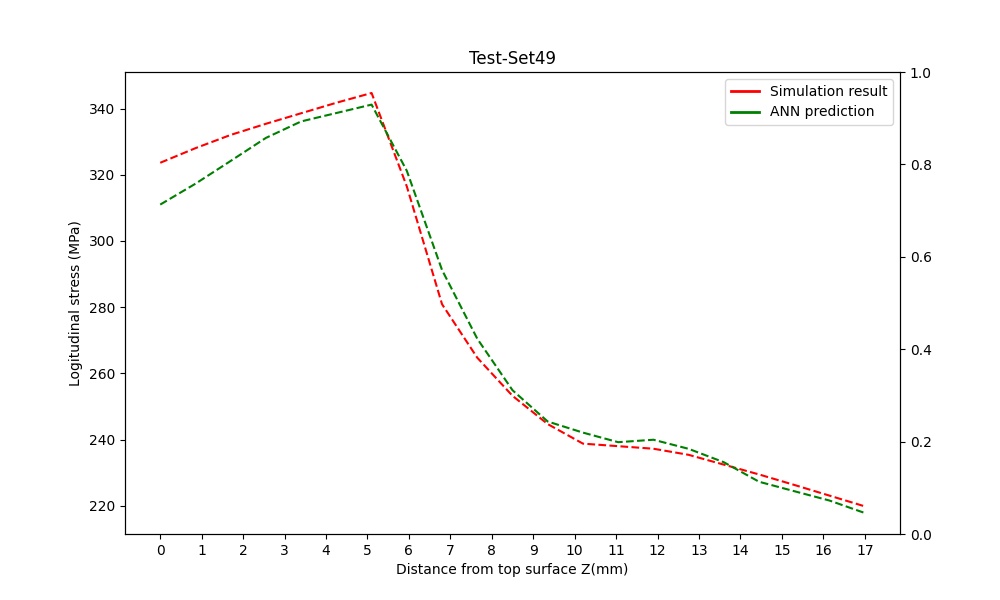 Test-Set49
Simulation result
ANN prediction
340
320
300
280
260
240
220
Logitudinal stress (MPa)
1.0
0.8
0.6
0.4
0.2
0.0
0 1 2 3 4 5 6 7 8 9 10 11 12 13 14 15 16 17
Distance from top surface Z(mm)